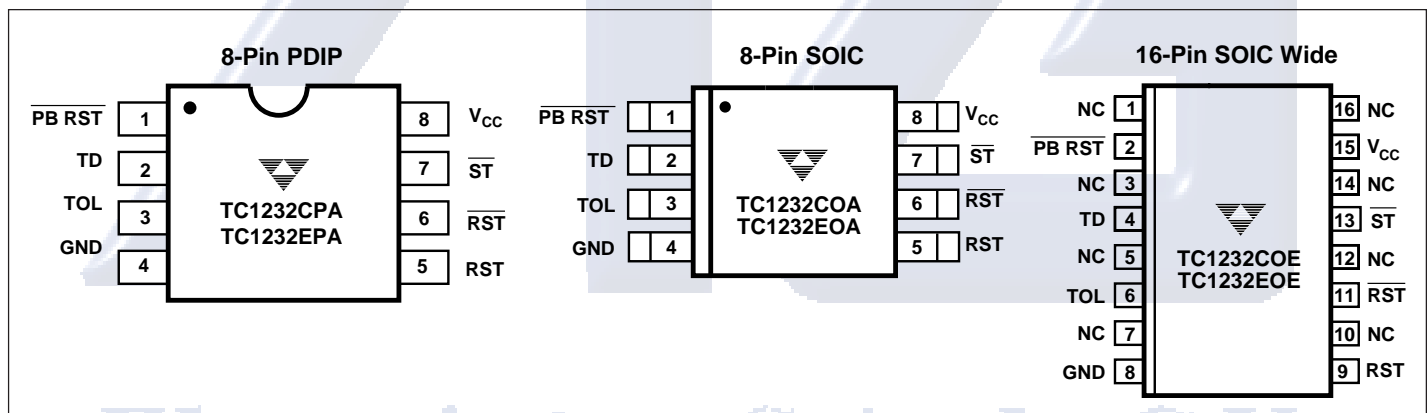 8-Pin PDIP
PB RST 1
TD 2
TOL 3
GND 4
8 VCC
7 ST
6 RST
5 RST
TC1232CPA
TC1232EPA
8-Pin SOIC
PB RST 1
TD 2
TOL 3
GND 4
8 VCC
7 ST
6 RST
5 RST
TC1232COA
TC1232EOA
16-Pin SOIC Wide
NC 1
PB RST 2
NC 3
TD 4
NC 5
TOL 6
NC 7
GND 8
16 NC
15 VCC
14 NC
13 ST
12 NC
11 RST
10 NC
9 RST
TC1232COE
TC1232EOE